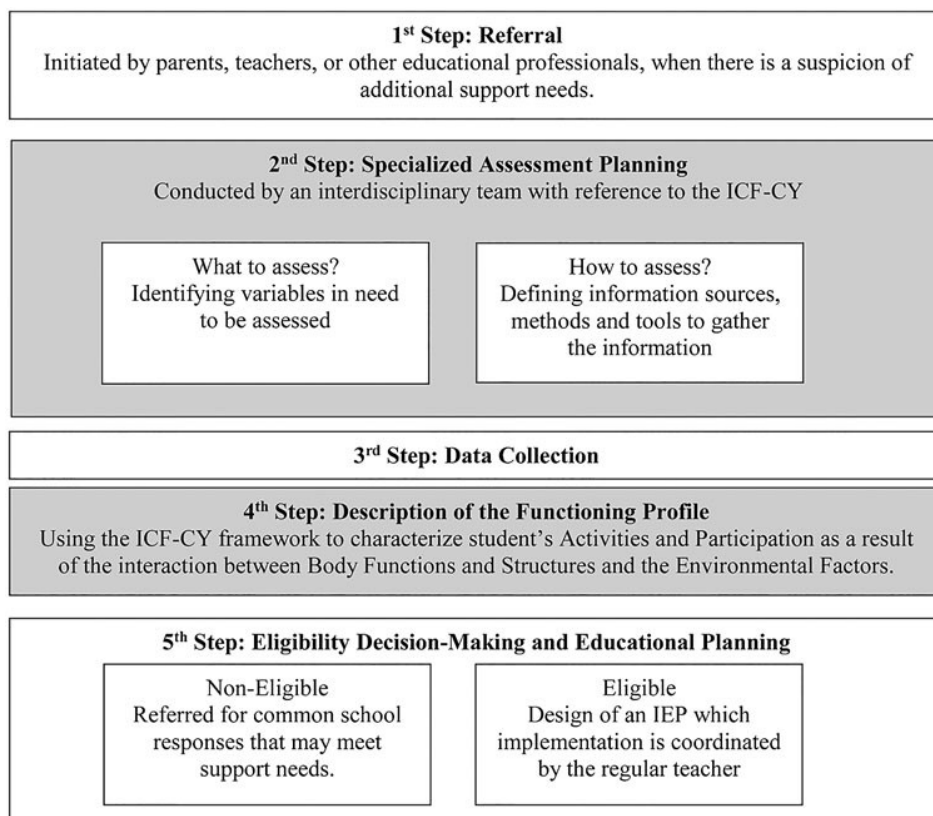 1st Step: Referral
Initiated by parents, teachers, or other educational professionals, when there is a suspicion of
additional support needs.
2nd Step: Specialized Assessment Planning
Conducted by an interdisciplinary team with reference to the ICF-CY
What to assess?
Identifying variables in need
to be assessed
How to assess?
Defining information sources,
methods and tools to gather
the information
3rd Step: Data Collection
4th Step: Description of the Functioning Profile
Using the ICF-CY framework to characterize student’s Activities and Participation as a result
of the interaction between Body Functions and Structures and the Environmental Factors.
5th Step: Eligibility Decision-Making and Educational Planning
Non-Eligible
Referred for common school
responses that may meet
support needs.
Eligible
Design of an IEP which
implementation is coordinated
by the regular teacher